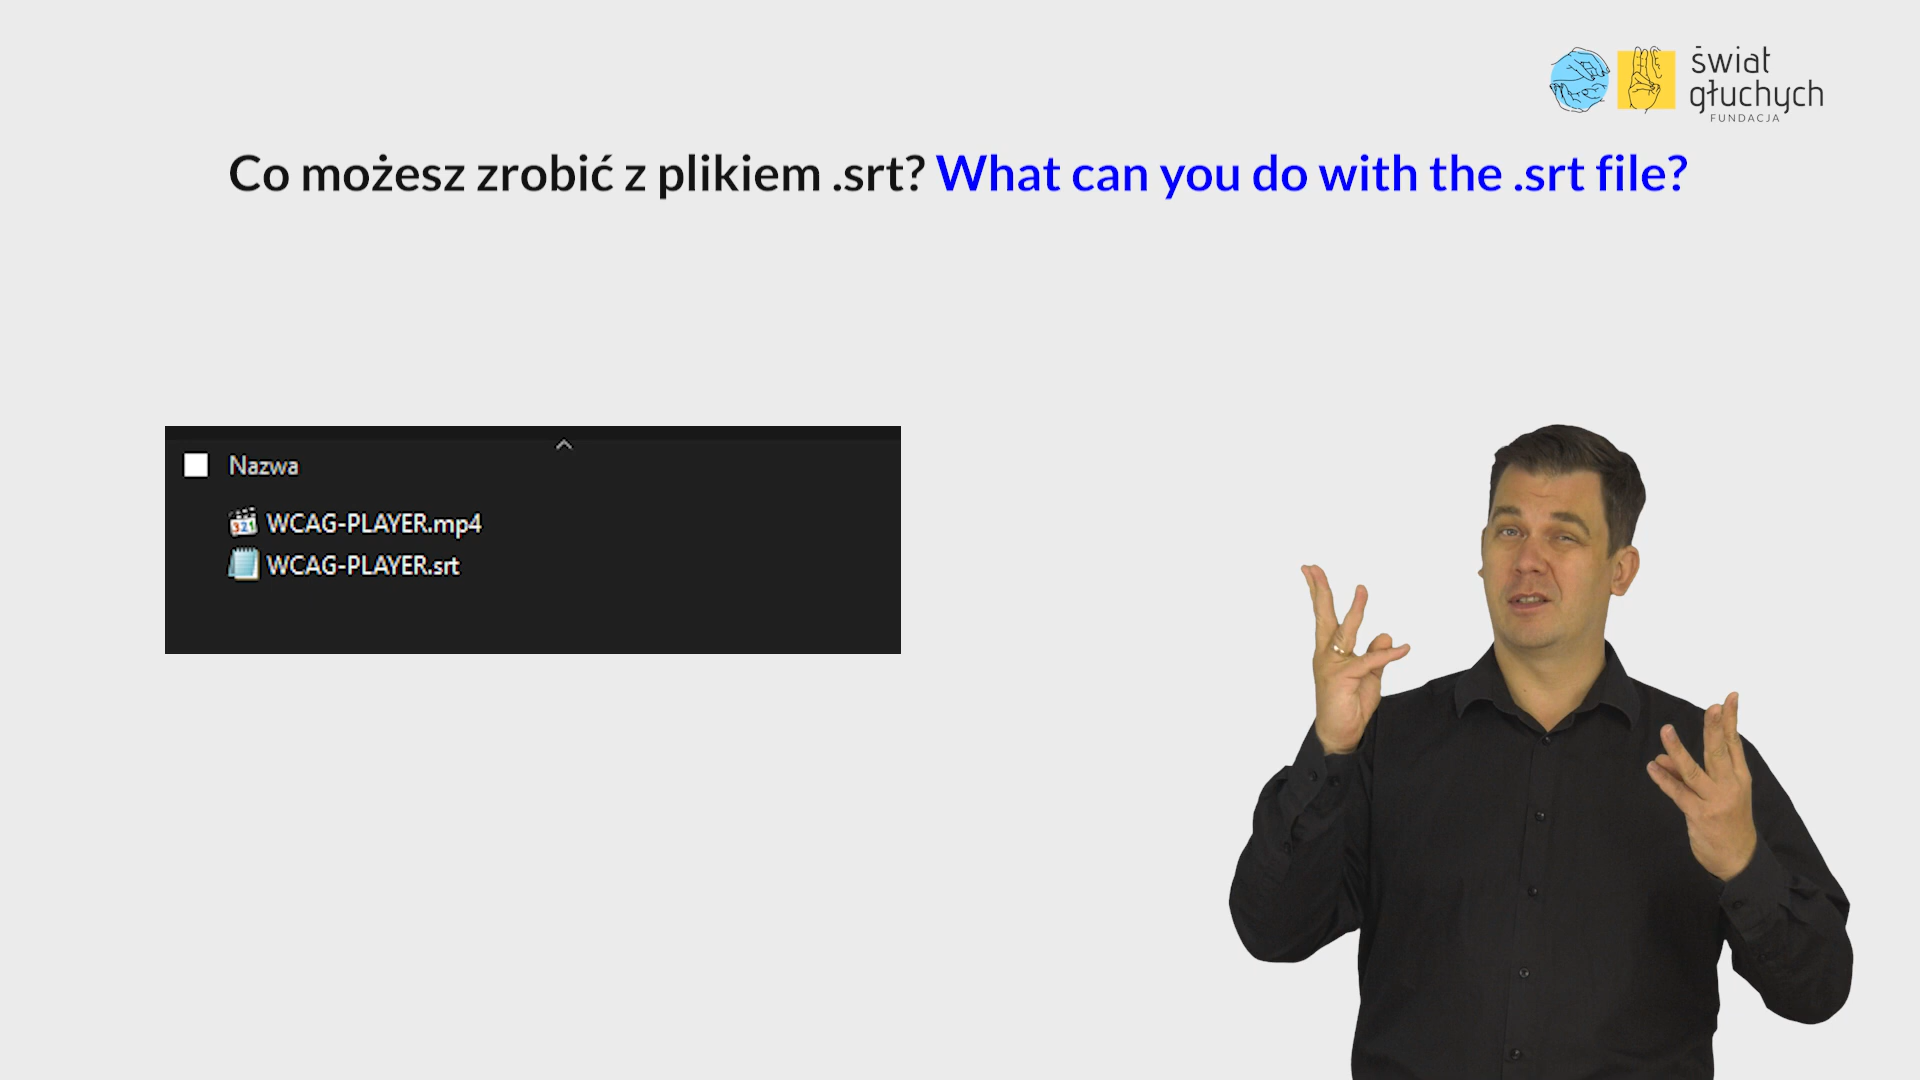 świat
głuchych
FUNDACJA
Co możesz zrobić z plikiem .srt? What can you do with the .srt file?
Nazwa
321 WCAG-PLAYER.mp4
WCAG-PLAYER.srt